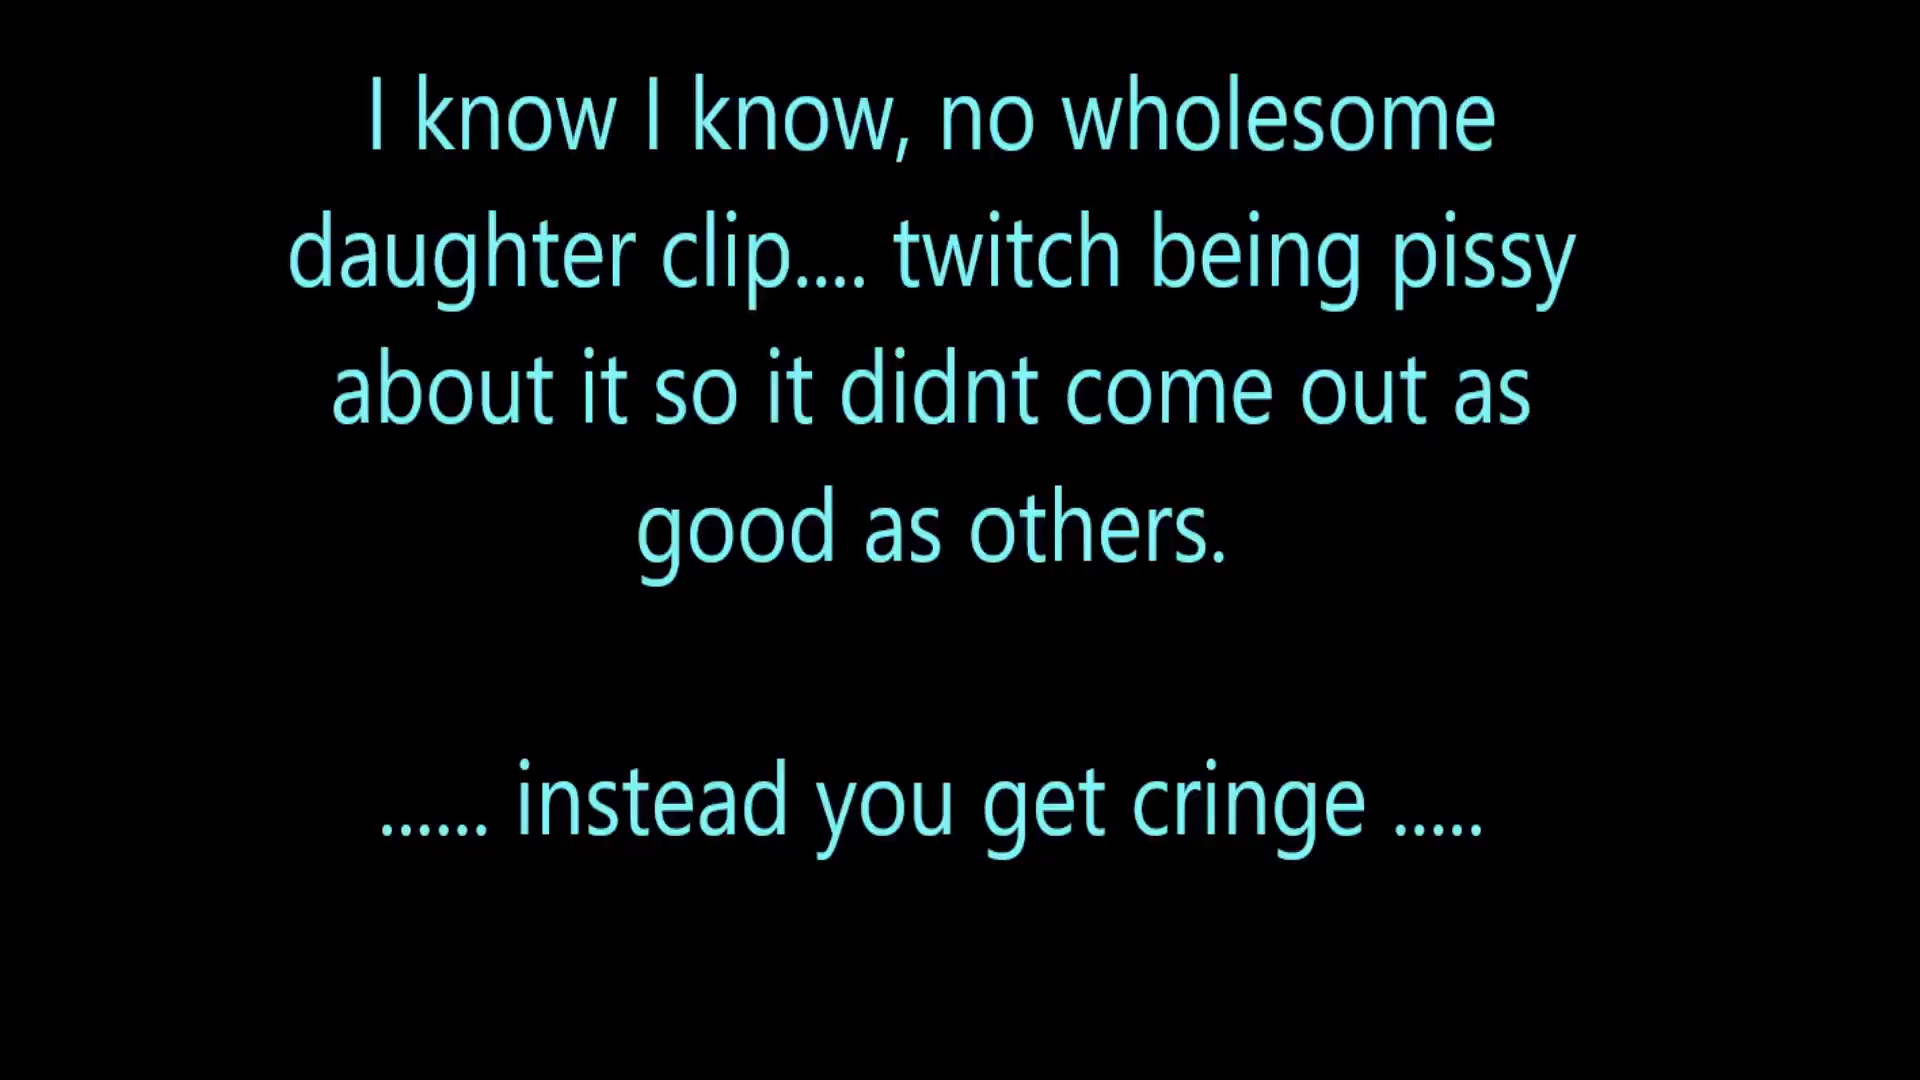 I know I know, no wholesome
daughter clip.... twitch being pissy
about it so it didnt come out as
good as others.
...... instead you get cringe .....